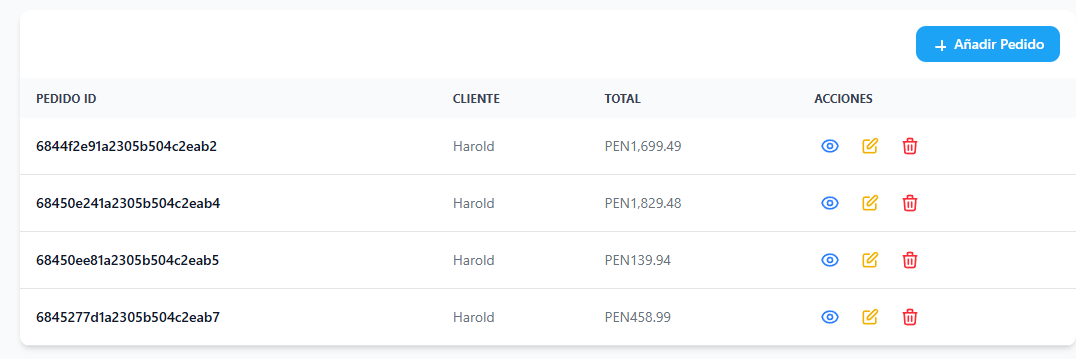 + Añadir Pedido
PEDIDO ID CLIENTE TOTAL ACCIONES
6844f2e91a2305b504c2eab2 Harold PEN1,699.49
68450e241a2305b504c2eab4 Harold PEN1,829.48
68450ee81a2305b504c2eab5 Harold PEN139.94
6845277d1a2305b504c2eab7 Harold PEN458.99